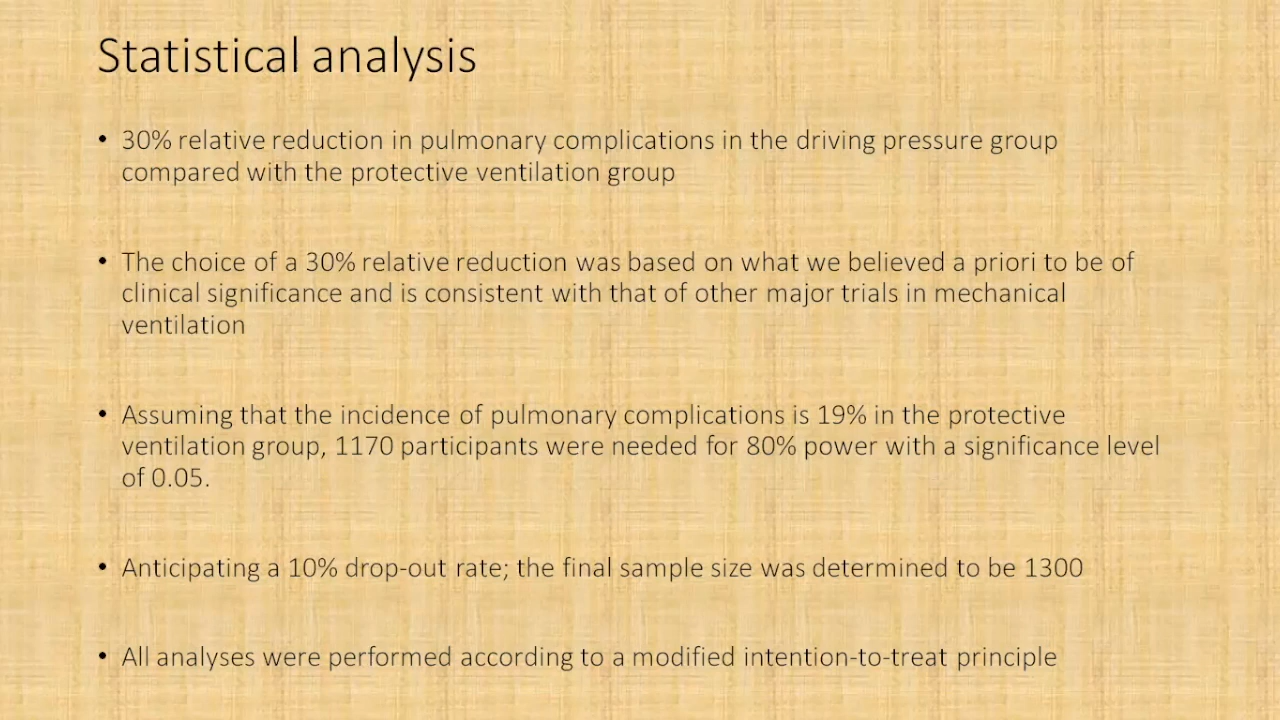 Statistical analysis
• 30% relative reduction in pulmonary complications in the driving pressure group
compared with the protective ventilation group
• The choice of a 30% relative reduction was based on what we believed a priori to be of
clinical significance and is consistent with that of other major trials in mechanical
ventilation
• Assuming that the incidence of pulmonary complications is 19% in the protective
ventilation group, 1170 participants were needed for 80% power with a significance level
of 0.05.
• Anticipating a 10% drop-out rate; the final sample size was determined to be 1300
• All analyses were performed according to a modified intention-to-treat principle